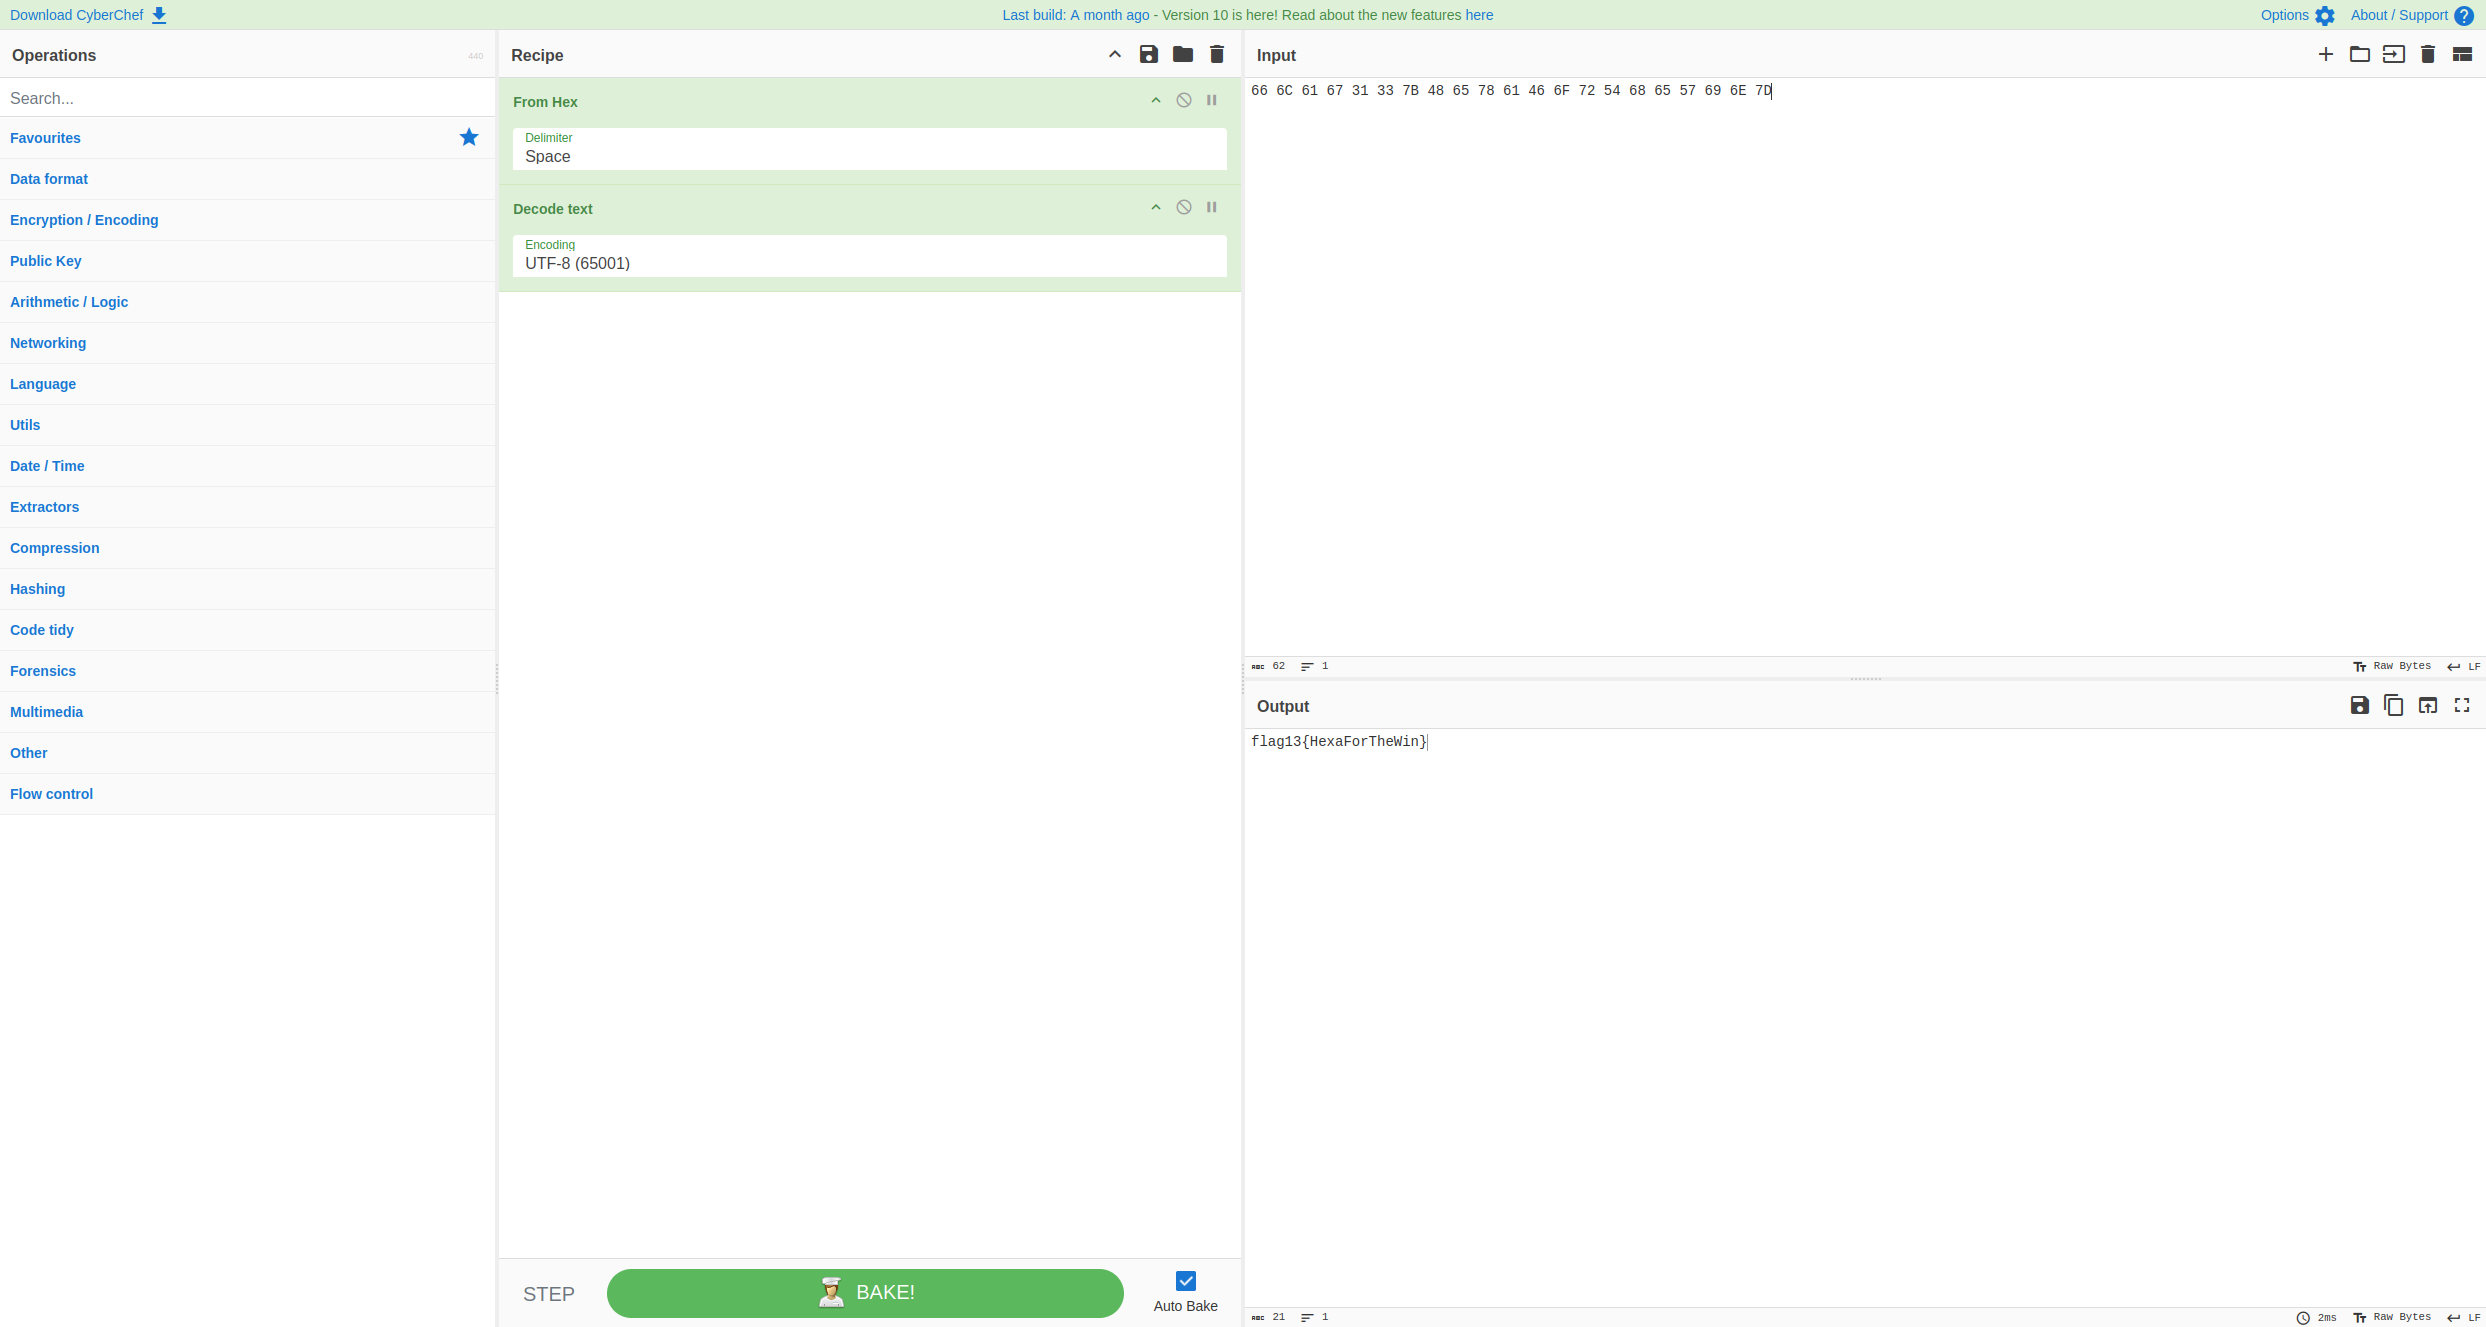 Download CyberChef
Last build: A month ago - Version 10 is here! Read about the new features here
Options
About / Support
Operations
440
Search...
Favourites
Data format
Encryption / Encoding
Public Key
Arithmetic / Logic
Networking
Language
Utils
Date / Time
Extractors
Compression
Hashing
Code tidy
Forensics
Multimedia
Other
Flow control
Recipe
From Hex
Delimiter
Space
Decode text
Encoding
UTF-8 (65001)
STEP
BAKE!
Auto Bake
Input
66 6C 61 67 31 33 7B 48 65 78 61 46 6F 72 54 68 65 57 69 6E 7D
ABC 62 1
Raw Bytes LF
Output
flag13{HexaForTheWin}
ABC 21 1
2ms Raw Bytes LF